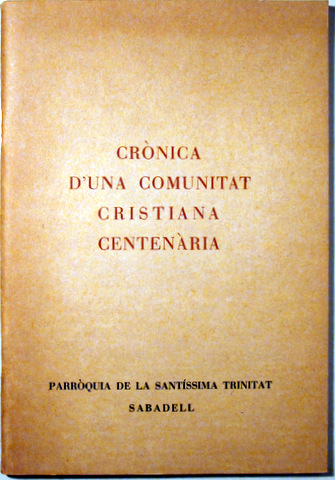 CRÒNICA
D'UNA COMUNITAT
CRISTIANA
CENTENÀRIA
PARRÒQUIA DE LA SANTÍSSIMA TRINITAT
SABADELL